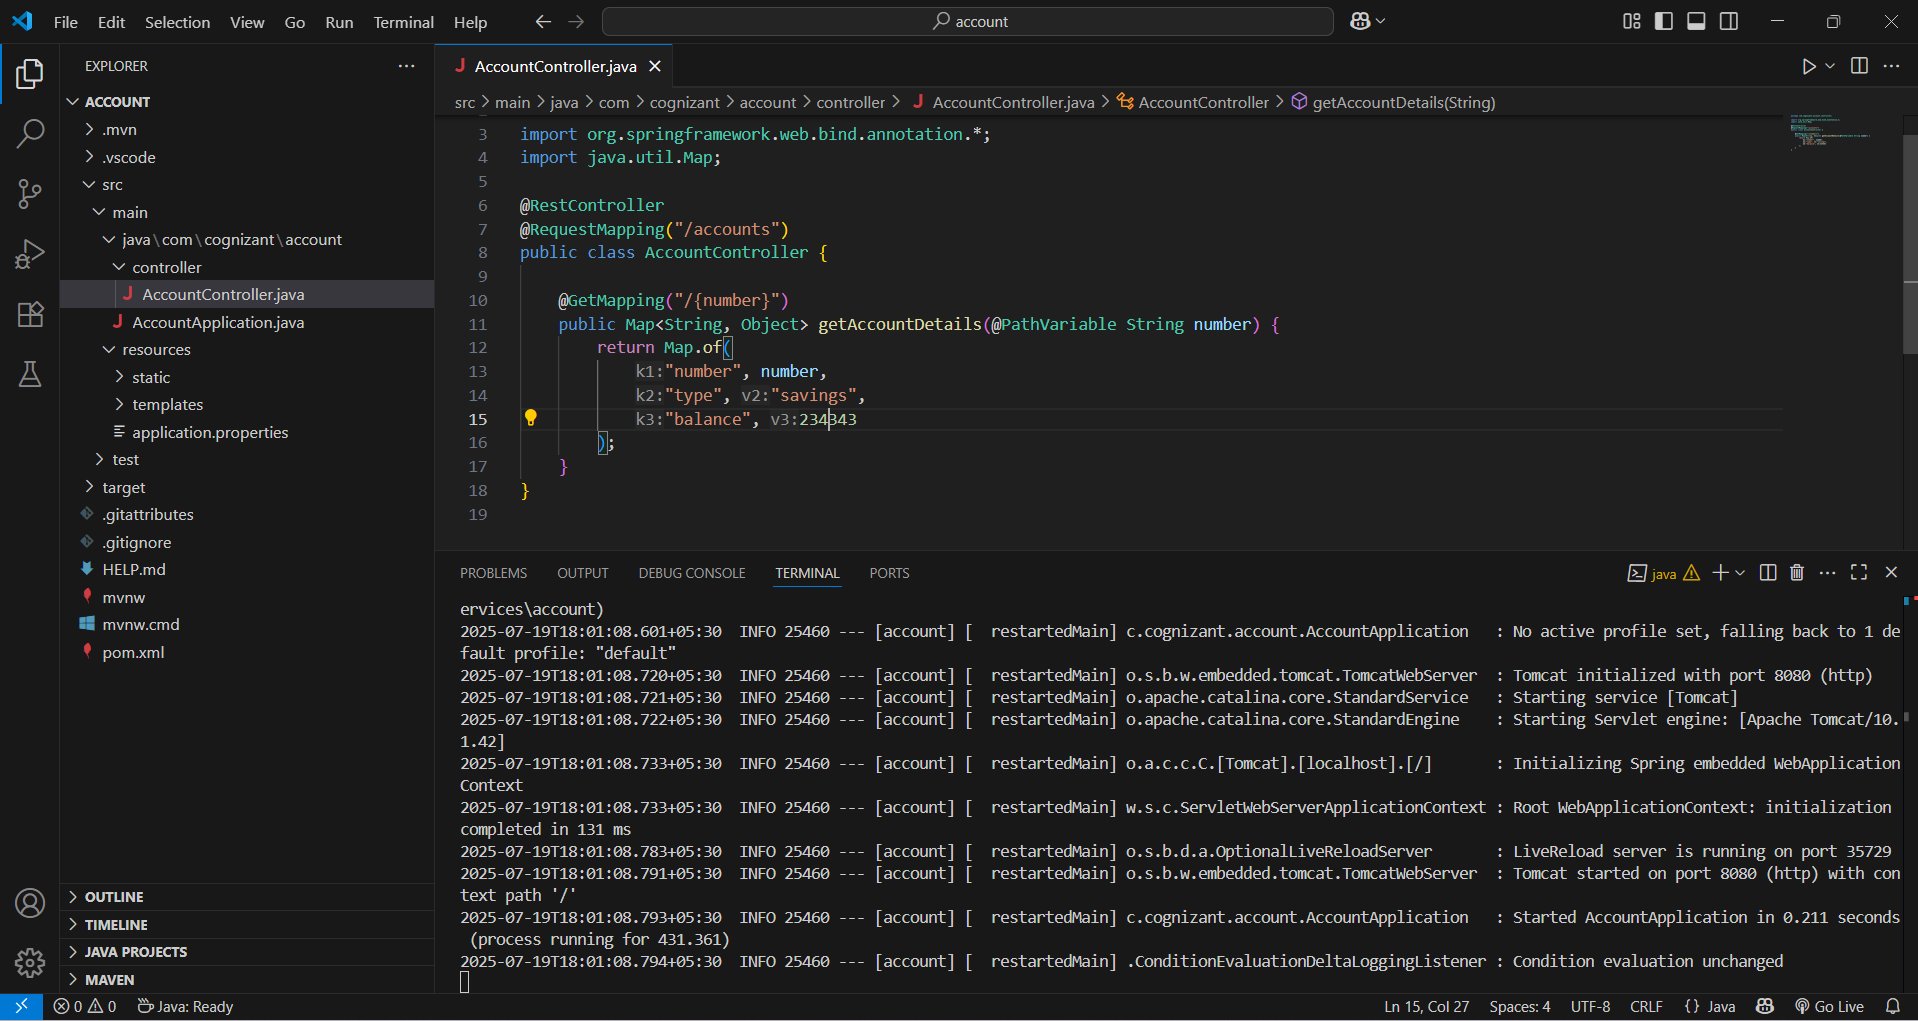 File Edit Selection View Go Run Terminal Help
account
EXPLORER
ACCOUNT
.mvn
.vscode
src
main
java\com\cognizant\account
controller
AccountController.java
AccountApplication.java
resources
static
templates
application.properties
test
target
.gitattributes
.gitignore
HELP.md
mvnw
mvnw.cmd
pom.xml
OUTLINE
TIMELINE
JAVA PROJECTS
MAVEN
AccountController.java
src > main > java > com > cognizant > account > controller > AccountController.java > AccountController > getAccountDetails(String)
3 import org.springframework.web.bind.annotation.*;
4 import java.util.Map;
5
6 @RestController
7 @RequestMapping("/accounts")
8 public class AccountController {
9
10 @GetMapping("/{number}")
11 public Map<String, Object> getAccountDetails(@PathVariable String number) {
12 return Map.of(
13 k1:"number", number,
14 k2:"type", v2:"savings",
15 k3:"balance", v3:234343
16 );
17 }
18 }
19
PROBLEMS OUTPUT DEBUG CONSOLE TERMINAL PORTS
java
ervices\account)
2025-07-19T18:01:08.601+05:30  INFO 25460 --- [account] [  restartedMain] c.cognizant.account.AccountApplication   : No active profile set, falling back to 1 de
fault profile: "default"
2025-07-19T18:01:08.720+05:30  INFO 25460 --- [account] [  restartedMain] o.s.b.w.embedded.tomcat.TomcatWebServer  : Tomcat initialized with port 8080 (http)
2025-07-19T18:01:08.721+05:30  INFO 25460 --- [account] [  restartedMain] o.apache.catalina.core.StandardService   : Starting service [Tomcat]
2025-07-19T18:01:08.722+05:30  INFO 25460 --- [account] [  restartedMain] o.apache.catalina.core.StandardEngine    : Starting Servlet engine: [Apache Tomcat/10.
1.42]
2025-07-19T18:01:08.733+05:30  INFO 25460 --- [account] [  restartedMain] o.a.c.c.C.[Tomcat].[localhost].[/]       : Initializing Spring embedded WebApplication
Context
2025-07-19T18:01:08.733+05:30  INFO 25460 --- [account] [  restartedMain] w.s.c.ServletWebServerApplicationContext : Root WebApplicationContext: initialization
completed in 131 ms
2025-07-19T18:01:08.783+05:30  INFO 25460 --- [account] [  restartedMain] o.s.b.d.a.OptionalLiveReloadServer       : LiveReload server is running on port 35729
2025-07-19T18:01:08.791+05:30  INFO 25460 --- [account] [  restartedMain] o.s.b.w.embedded.tomcat.TomcatWebServer  : Tomcat started on port 8080 (http) with con
text path '/'
2025-07-19T18:01:08.793+05:30  INFO 25460 --- [account] [  restartedMain] c.cognizant.account.AccountApplication   : Started AccountApplication in 0.211 seconds
(process running for 431.361)
2025-07-19T18:01:08.794+05:30  INFO 25460 --- [account] [  restartedMain] .ConditionEvaluationDeltaLoggingListener : Condition evaluation unchanged
0 0 Java: Ready
Ln 15, Col 27 Spaces: 4 UTF-8 CRLF {} Java Go Live